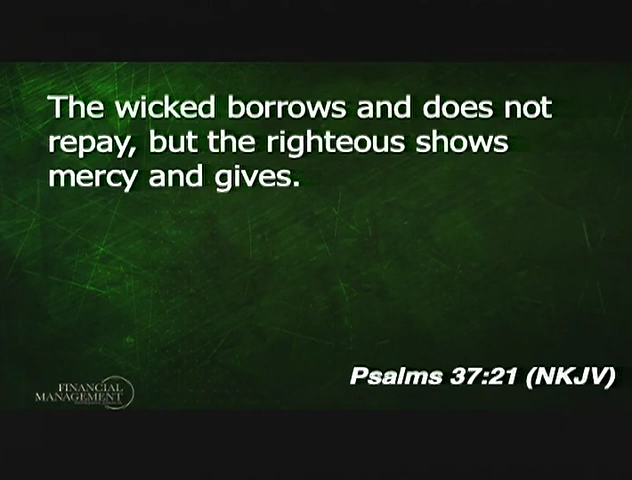 The wicked borrows and does not
repay, but the righteous shows
mercy and gives.
Psalms 37:21 (NKJV)
FINANCIAL
MANAGEMENT